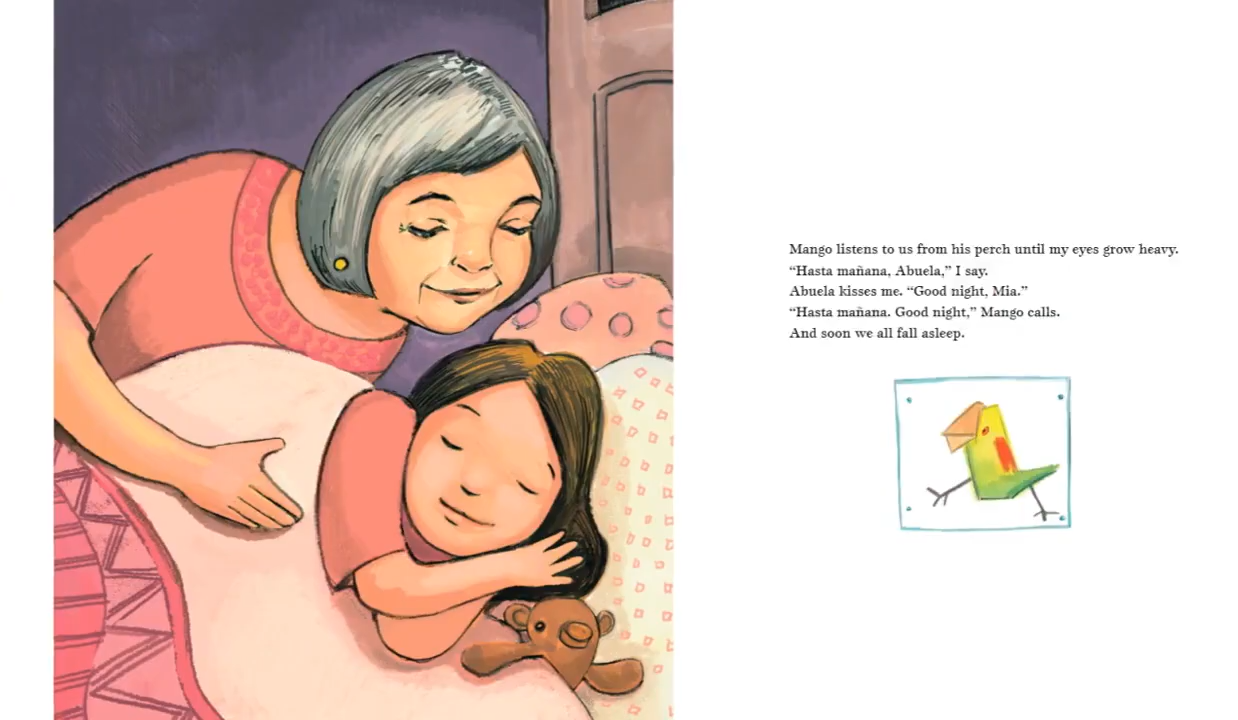 Mango listens to us from his perch until my eyes grow heavy.
“Hasta mañana, Abuela,” I say.
Abuela kisses me. “Good night, Mia.”
“Hasta mañana. Good night,” Mango calls.
And soon we all fall asleep.